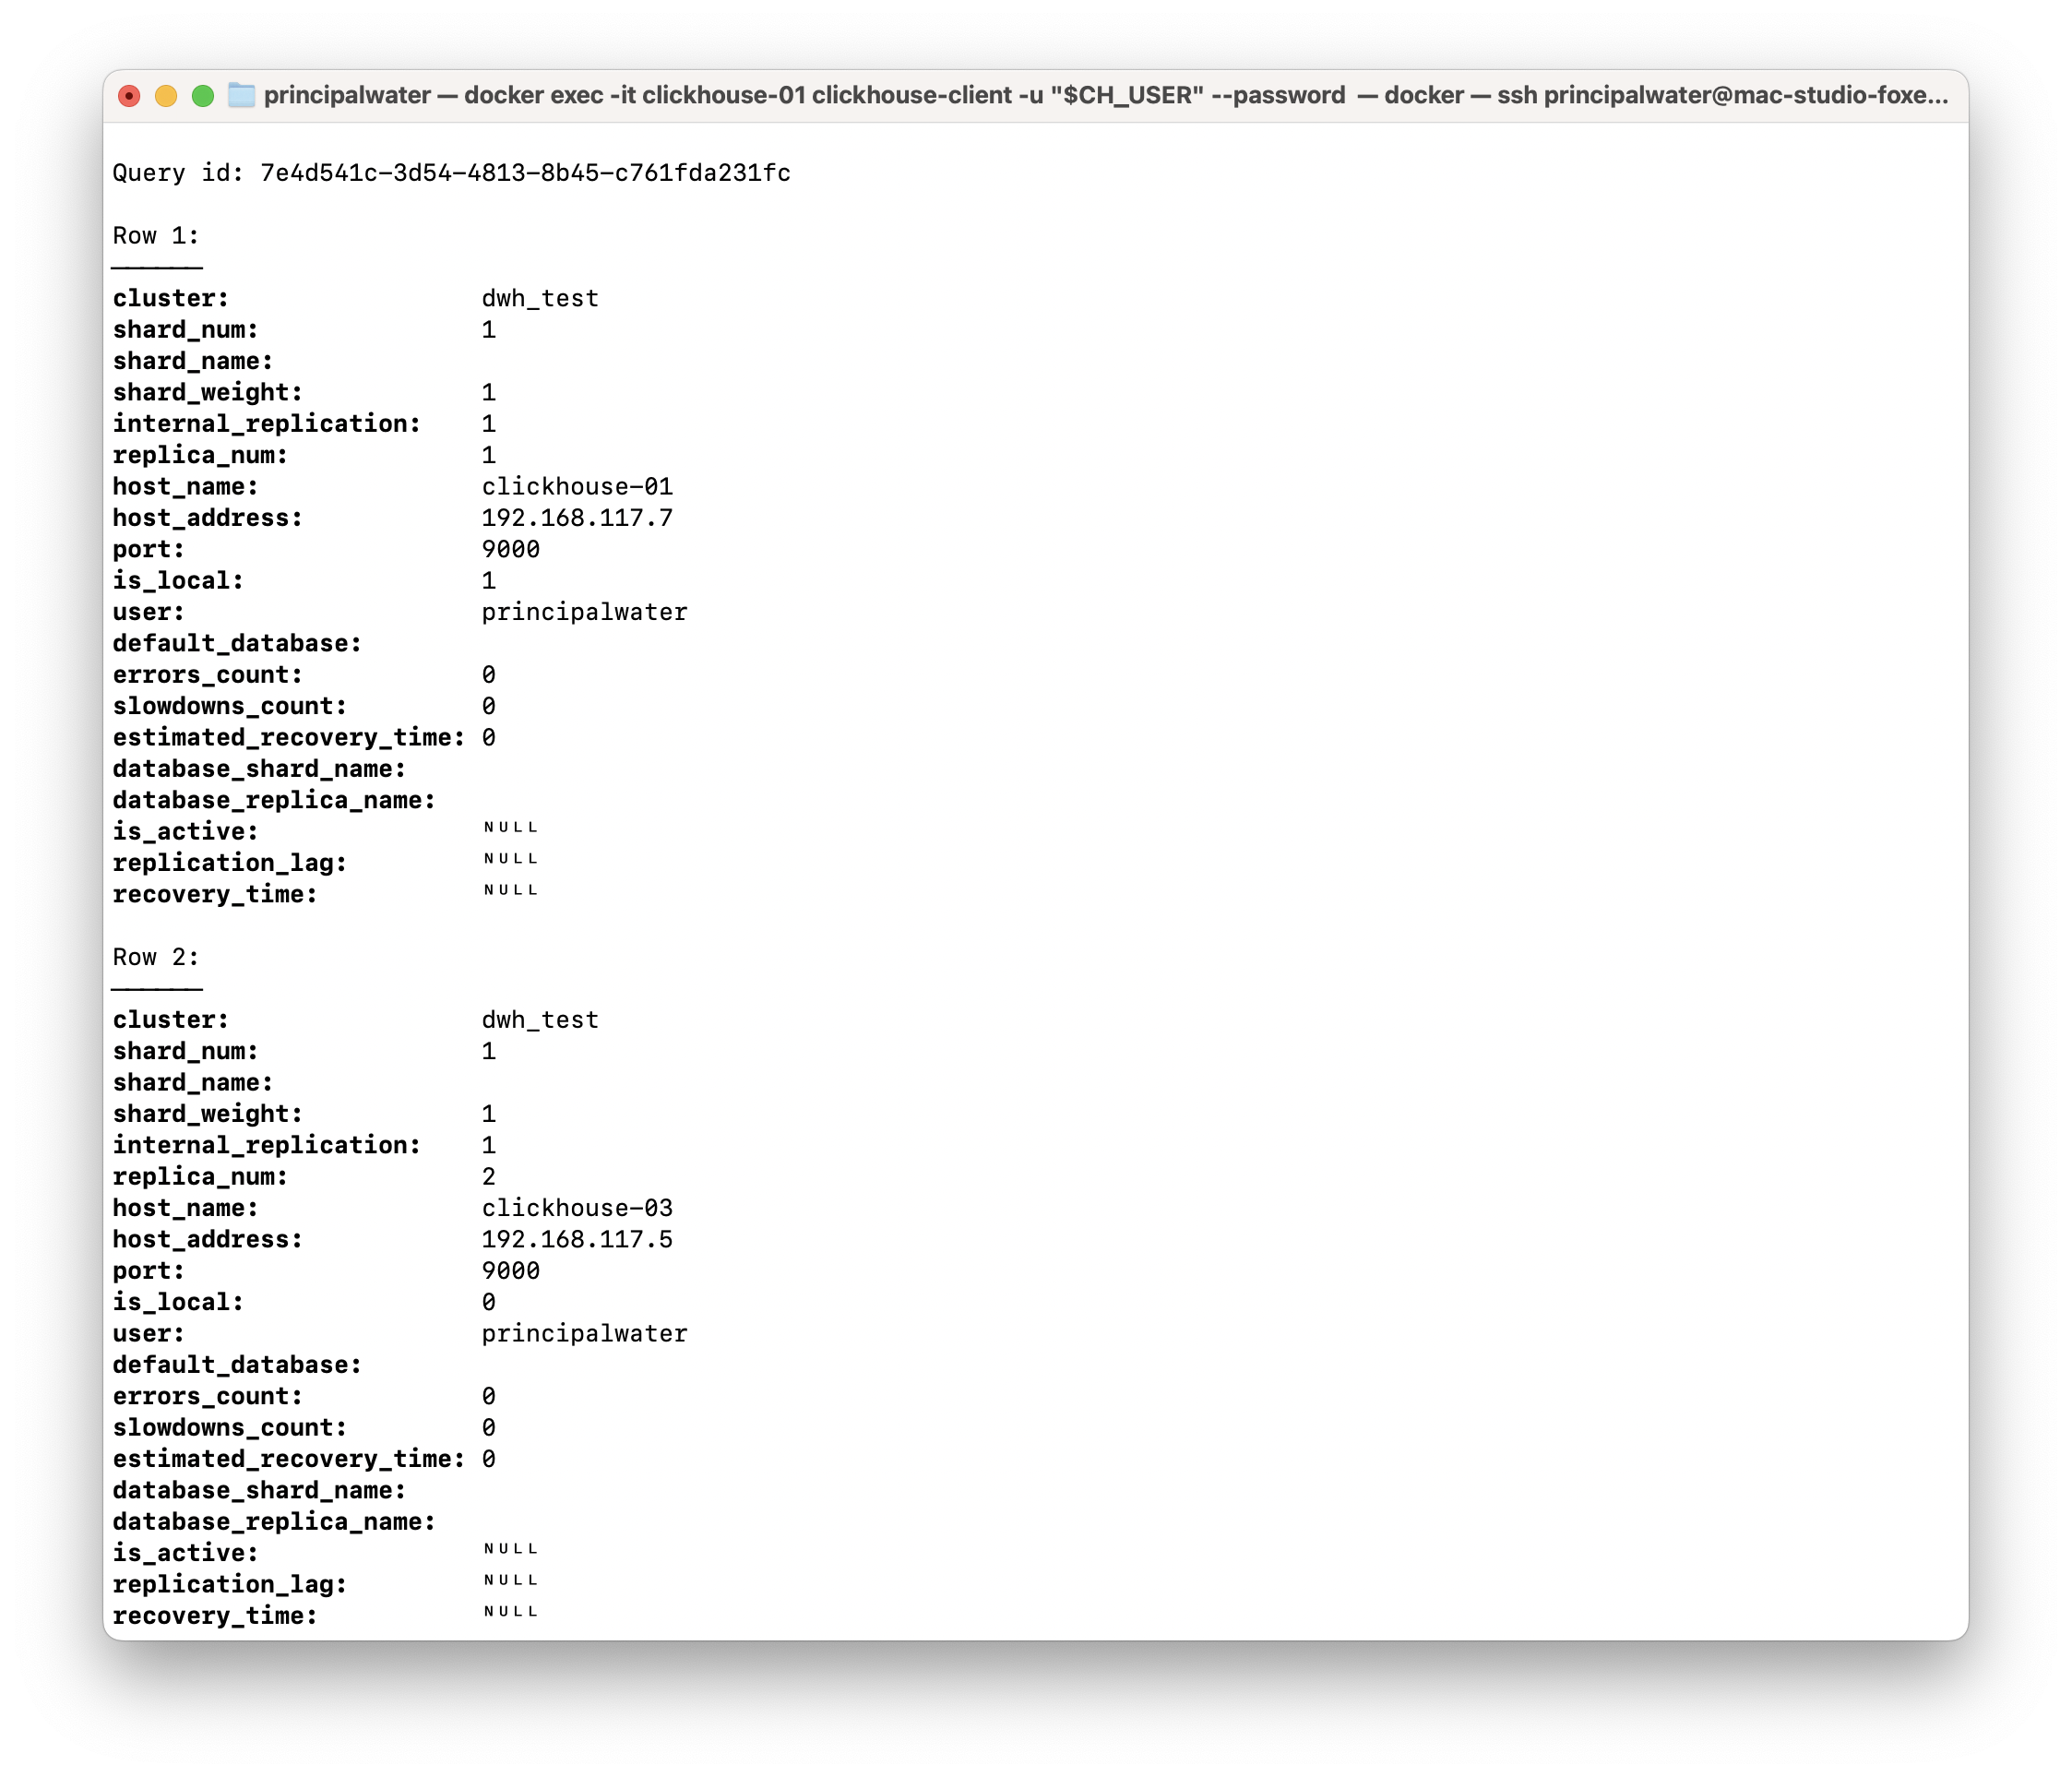 principalwater — docker exec -it clickhouse-01 clickhouse-client -u "$CH_USER" --password — docker — ssh principalwater@mac-studio-foxe...
Query id: 7e4d541c-3d54-4813-8b45-c761fda231fc
Row 1:
──────
cluster: dwh_test
shard_num: 1
shard_name:
shard_weight: 1
internal_replication: 1
replica_num: 1
host_name: clickhouse-01
host_address: 192.168.117.7
port: 9000
is_local: 1
user: principalwater
default_database:
errors_count: 0
slowdowns_count: 0
estimated_recovery_time: 0
database_shard_name:
database_replica_name:
is_active: ᴺᵁᴸᴸ
replication_lag: ᴺᵁᴸᴸ
recovery_time: ᴺᵁᴸᴸ
Row 2:
──────
cluster: dwh_test
shard_num: 1
shard_name:
shard_weight: 1
internal_replication: 1
replica_num: 2
host_name: clickhouse-03
host_address: 192.168.117.5
port: 9000
is_local: 0
user: principalwater
default_database:
errors_count: 0
slowdowns_count: 0
estimated_recovery_time: 0
database_shard_name:
database_replica_name:
is_active: ᴺᵁᴸᴸ
replication_lag: ᴺᵁᴸᴸ
recovery_time: ᴺᵁᴸᴸ